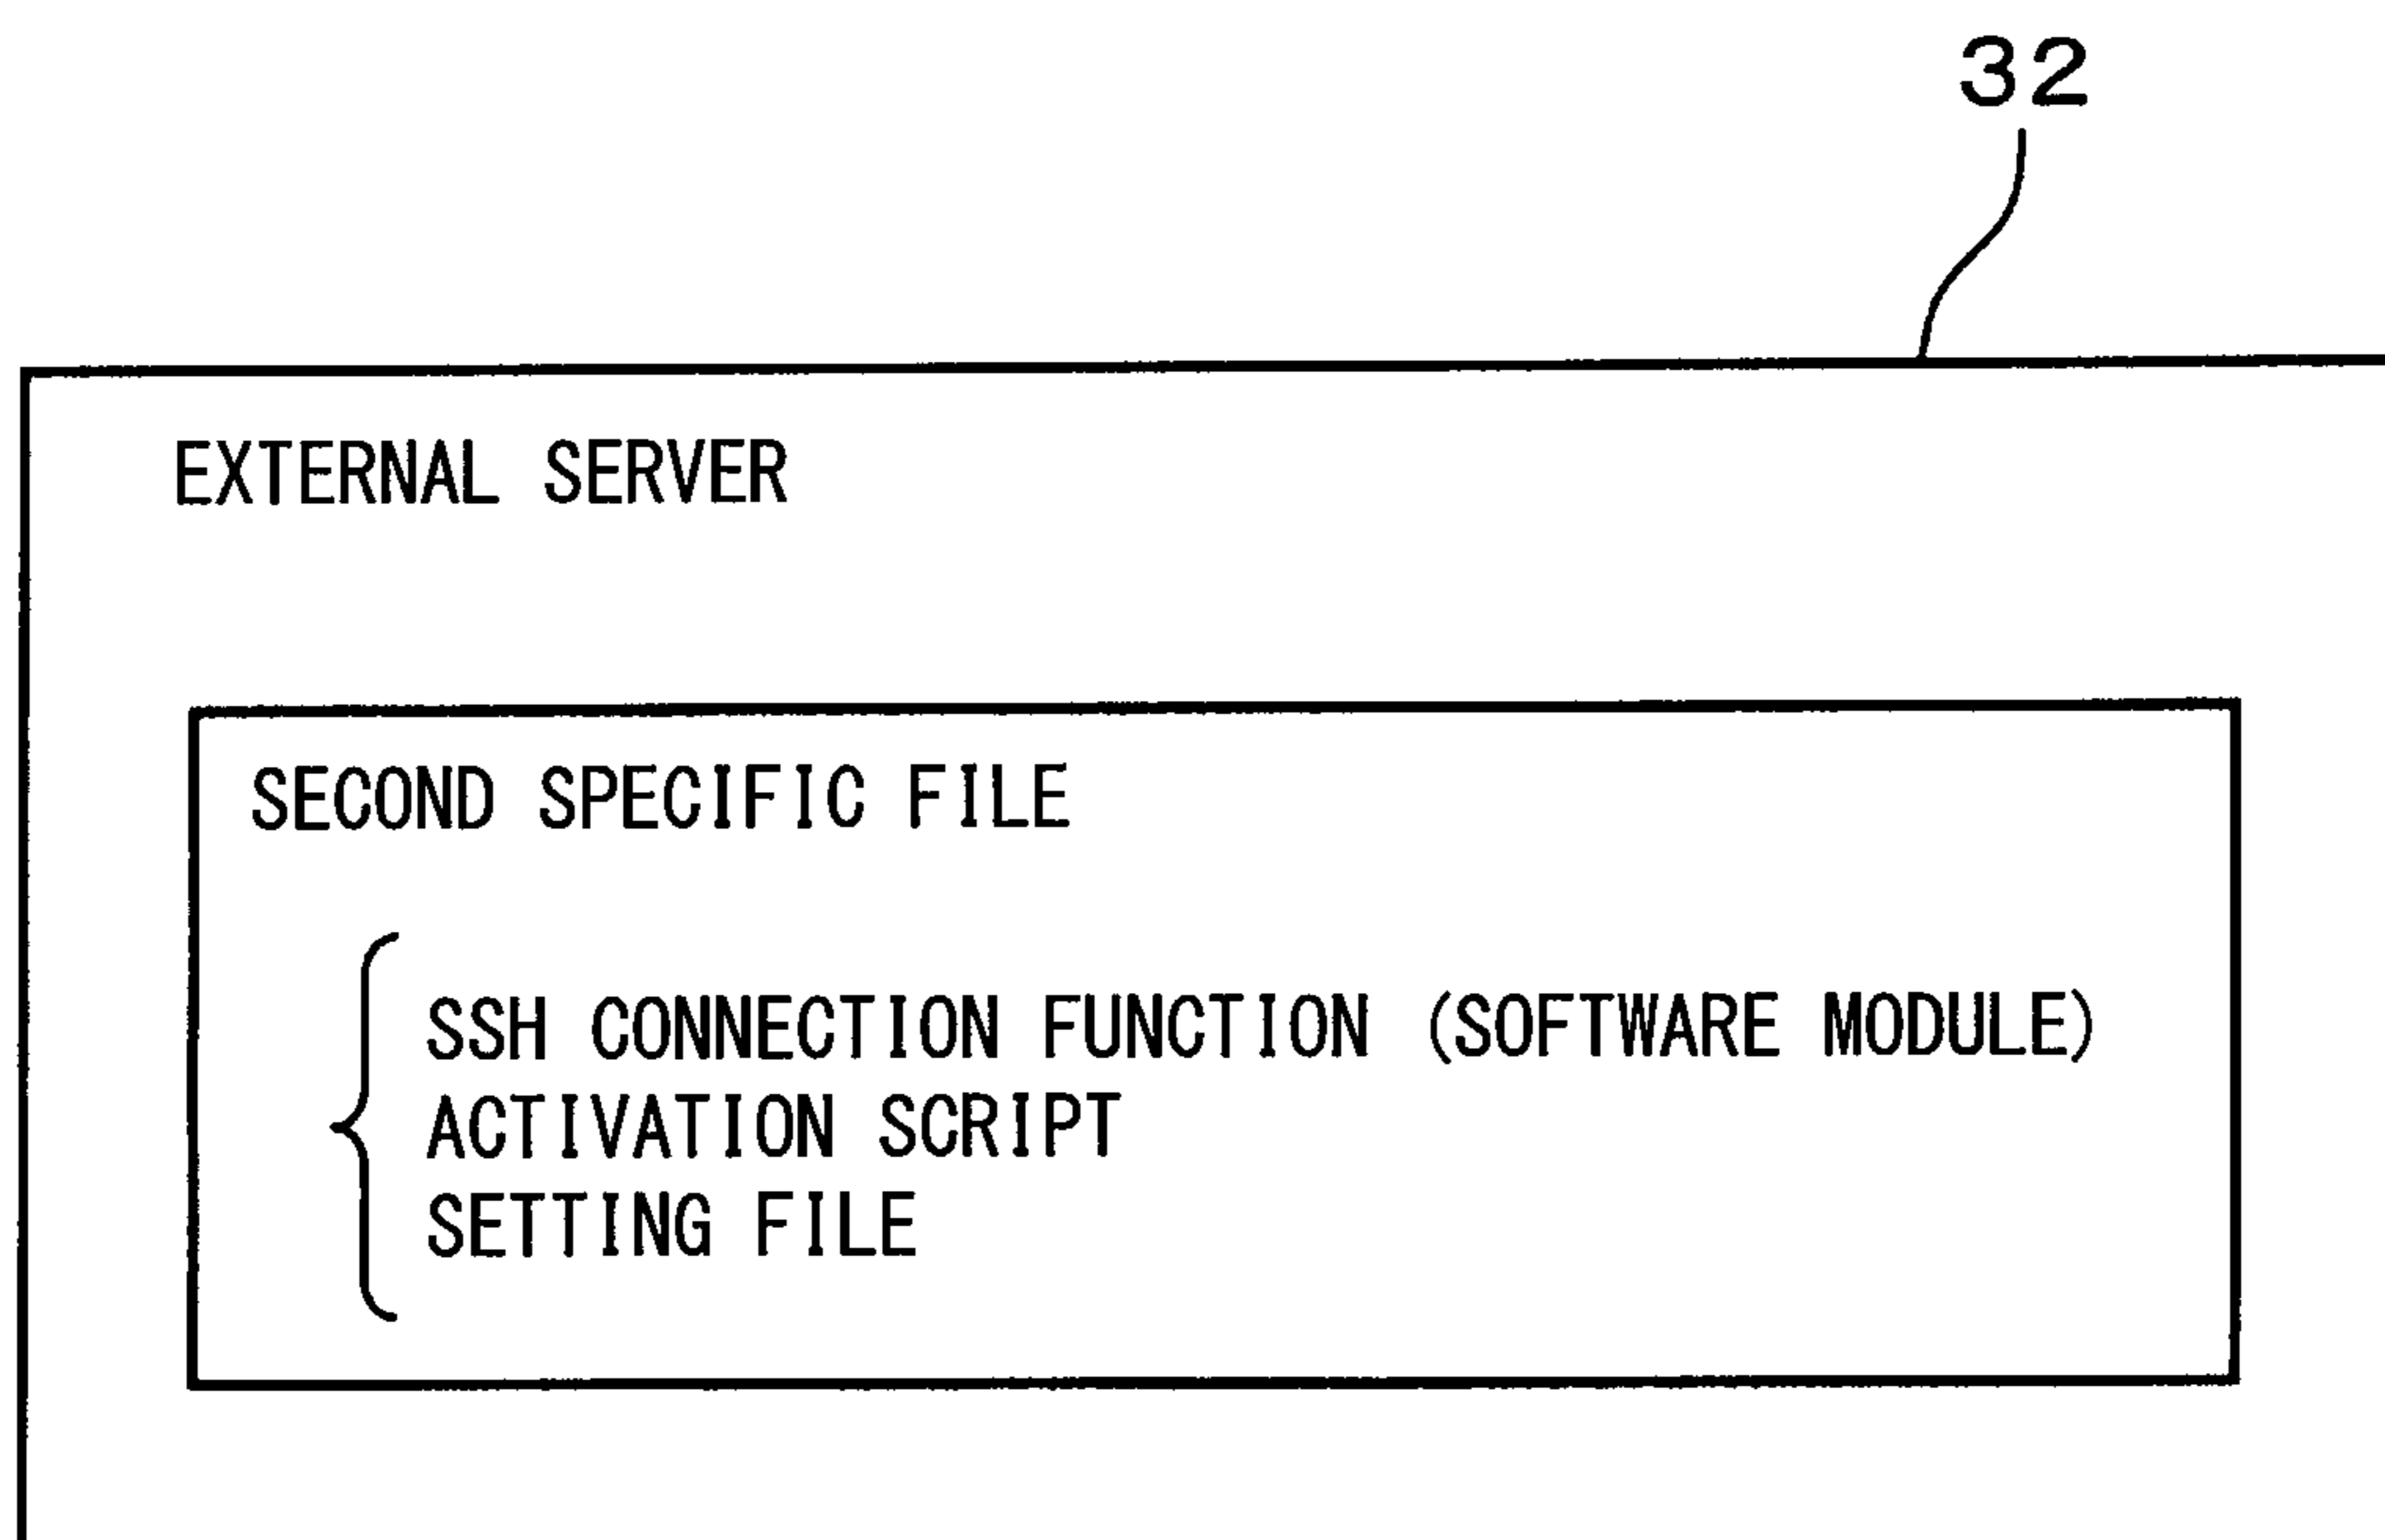 32
EXTERNAL SERVER
SECOND SPECIFIC FILE
SSH CONNECTION FUNCTION (SOFTWARE MODULE)
ACTIVATION SCRIPT
SETTING FILE